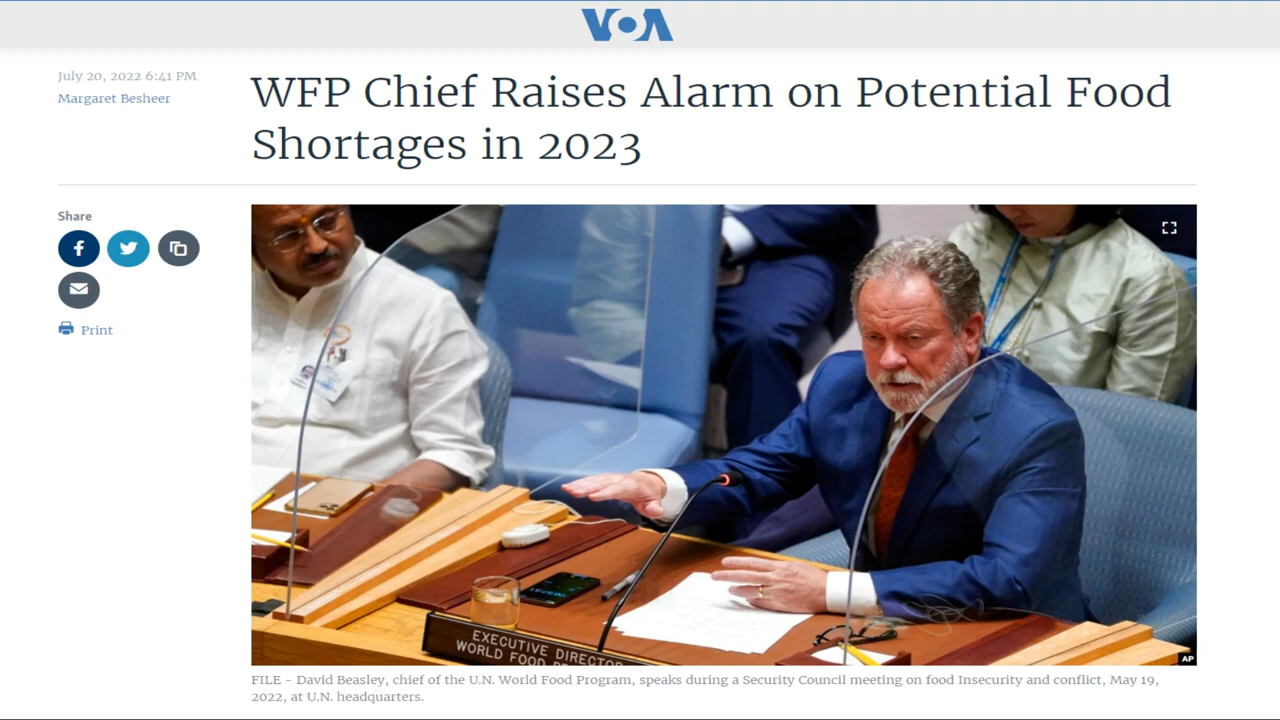 VOA
July 20, 2022 6:41 PM
Margaret Besheer
WFP Chief Raises Alarm on Potential Food
Shortages in 2023
Share
Print
EXECUTIVE DIRECTOR
WORLD FOOD
AP
FILE - David Beasley, chief of the U.N. World Food Program, speaks during a Security Council meeting on food Insecurity and conflict, May 19,
2022, at U.N. headquarters.